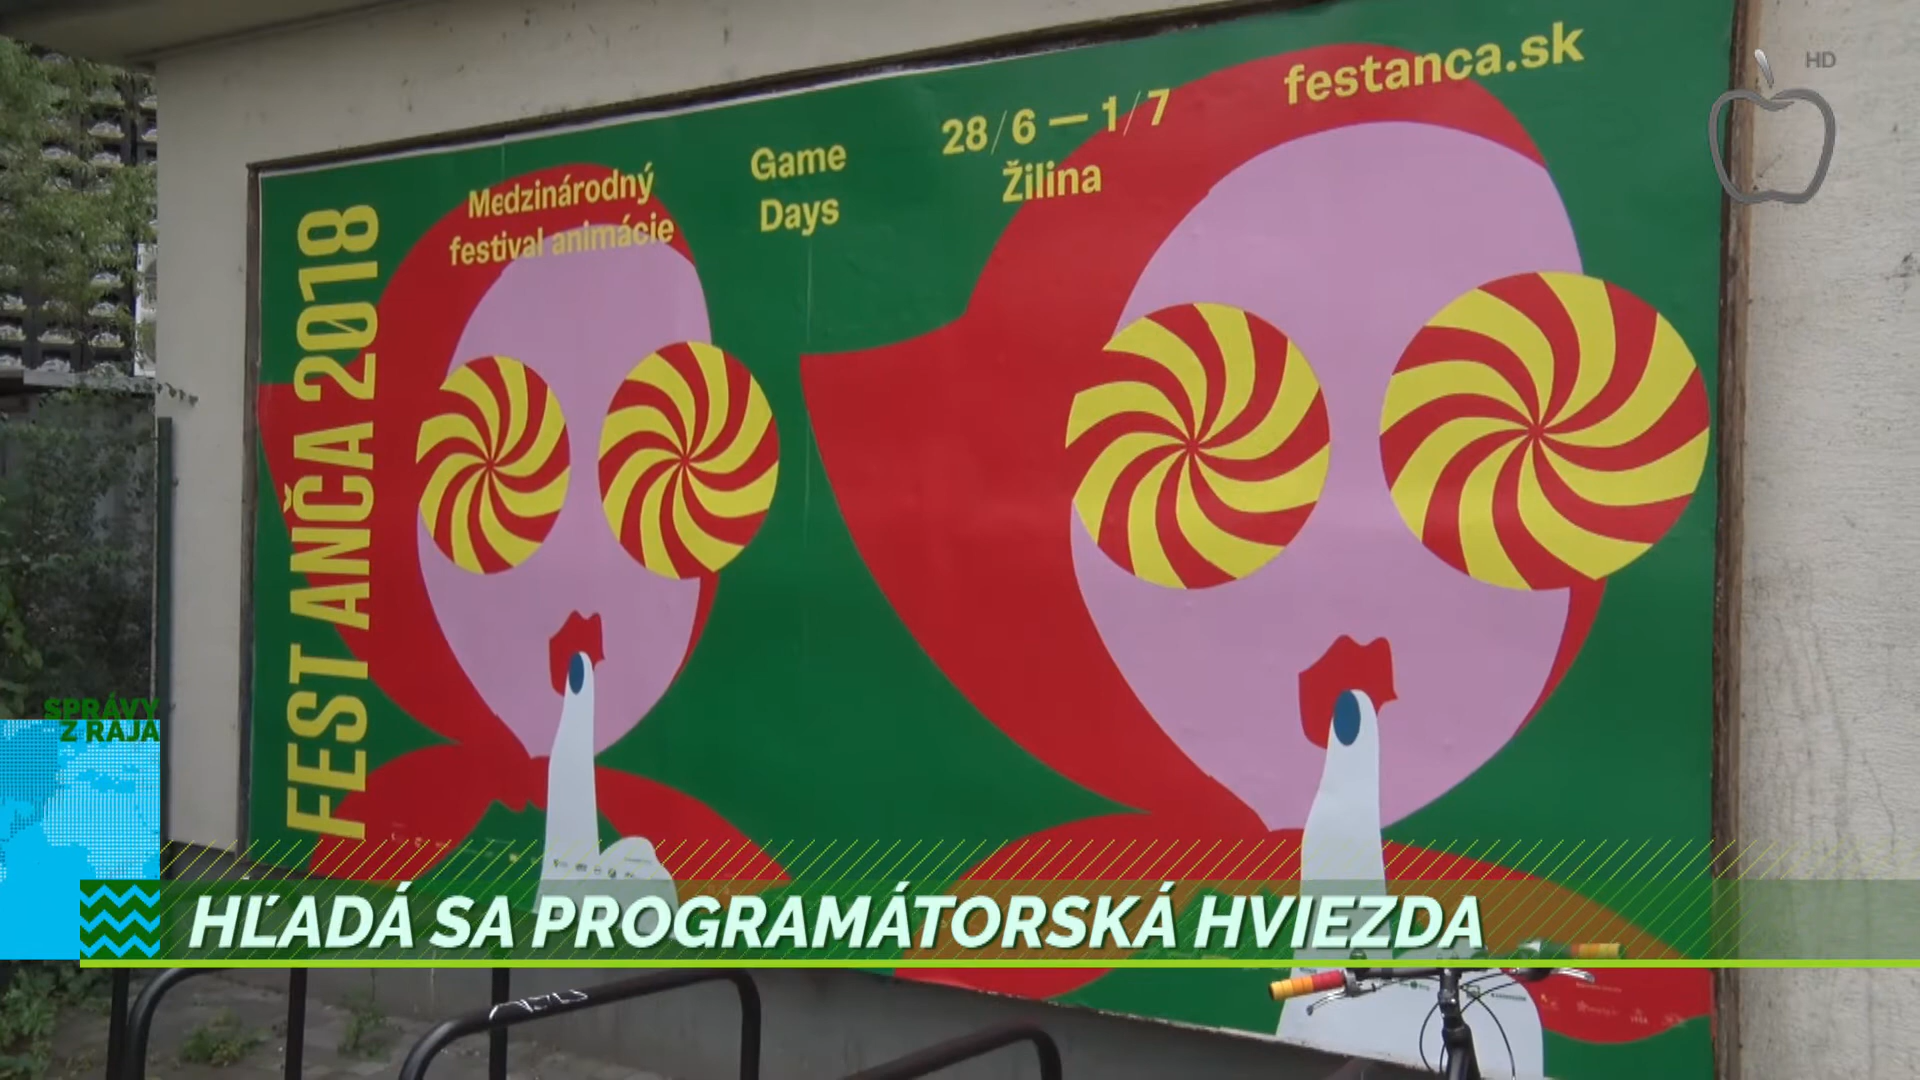 HD
FEST ANČA 2018
Medzinárodný
festival animácie
Game
Days
28/6 — 1/7
Žilina
festanca.sk
SPRÁVY
Z RAJA
HĽADÁ SA PROGRAMÁTORSKÁ HVIEZDA